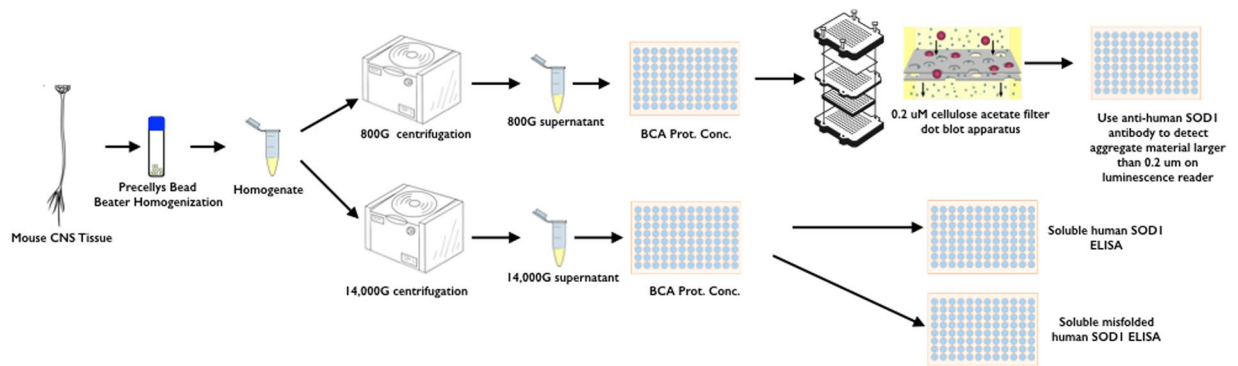 Mouse CNS Tissue
Precellys Bead
Beater Homogenization
Homogenate
800G centrifugation
800G supernatant
BCA Prot. Conc.
0.2 uM cellulose acetate filter
dot blot apparatus
Use anti-human SOD1
antibody to detect
aggregate material larger
than 0.2 um on
luminescence reader
14,000G centrifugation
14,000G supernatant
BCA Prot. Conc.
Soluble human SOD1
ELISA
Soluble misfolded
human SOD1 ELISA